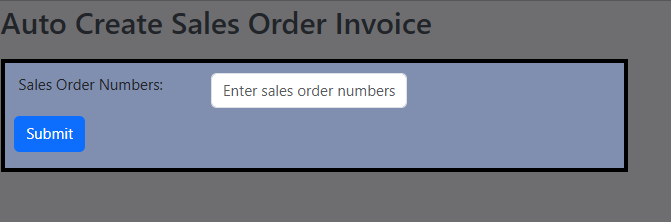 Auto Create Sales Order Invoice
Sales Order Numbers:
Enter sales order numbers
Submit